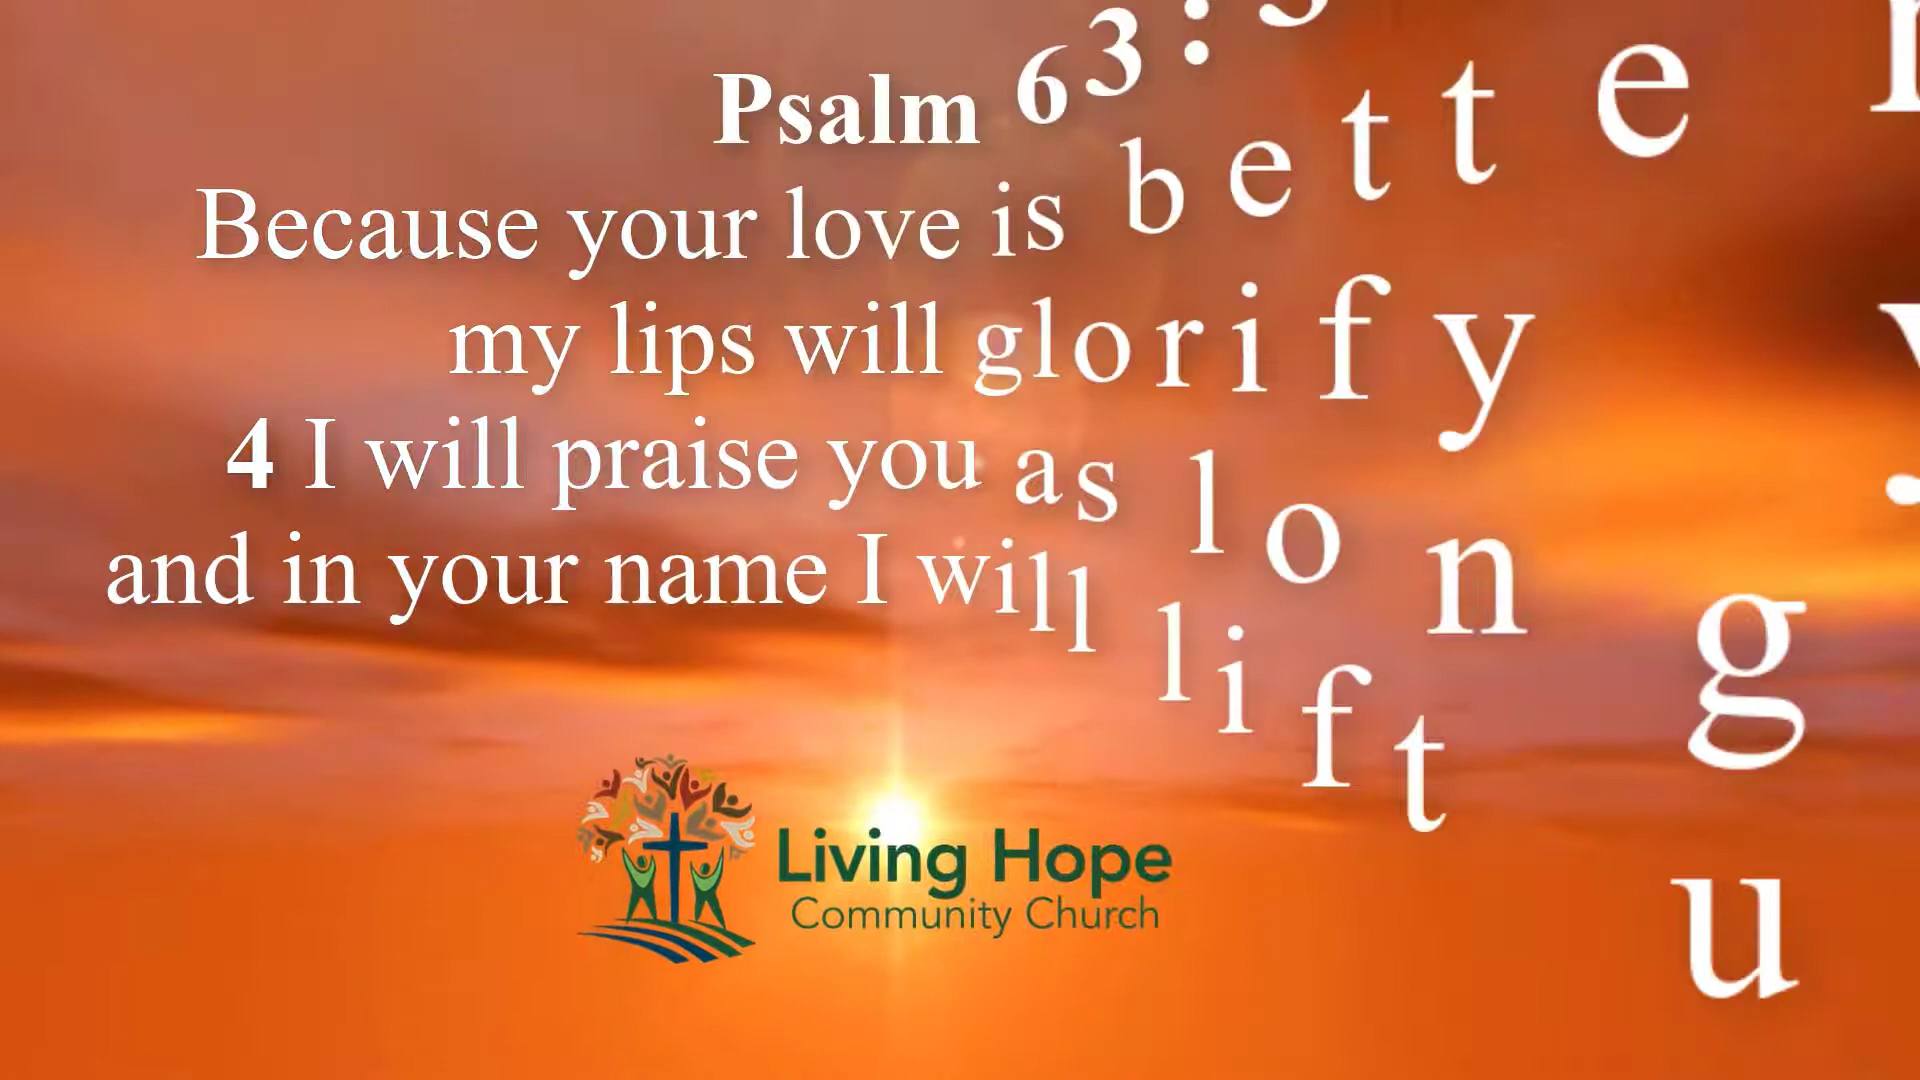 Psalm 63:3
Because your love is better
my lips will glorify y
4 I will praise you as long
and in your name I will lift u
Living Hope
Community Church